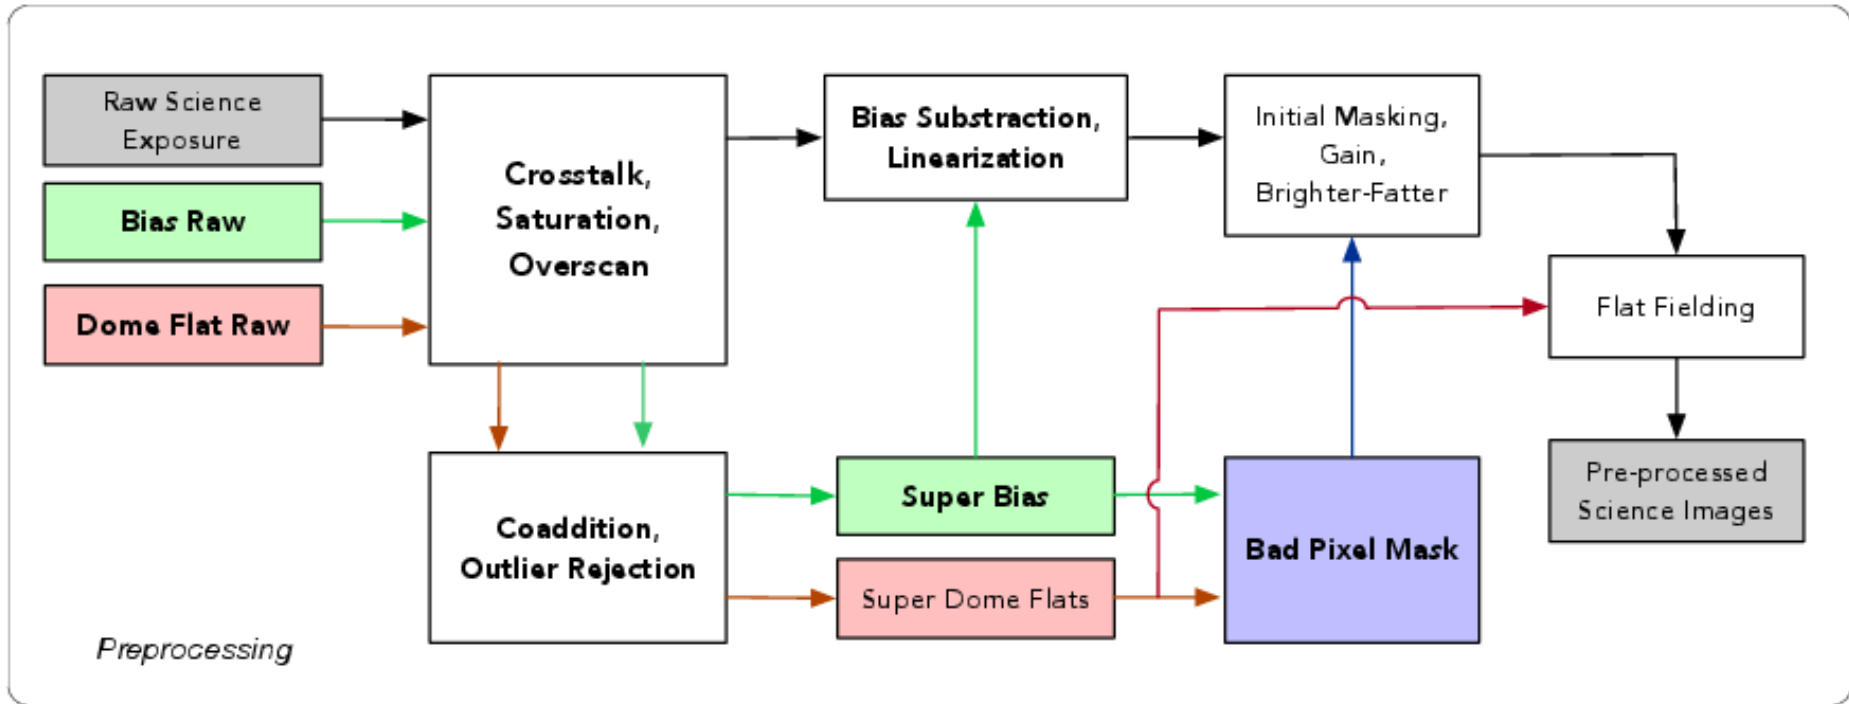 Raw Science
Exposure
Bias Raw
Dome Flat Raw
Crosstalk,
Saturation,
Overscan
Bias Substraction,
Linearization
Initial Masking,
Gain,
Brighter-Fatter
Flat Fielding
Coaddition,
Outlier Rejection
Super Bias
Super Dome Flats
Bad Pixel Mask
Pre-processed
Science Images
Preprocessing